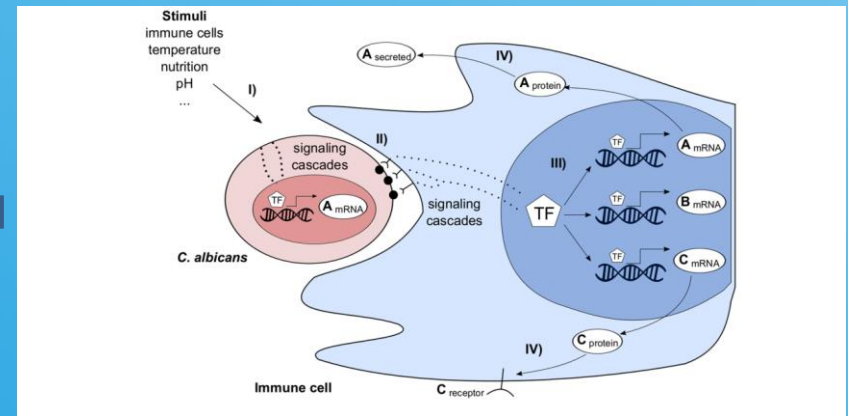 Stimuli
immune cells
temperature
nutrition
pH
...
I)
signaling
cascades
TF
A mRNA
C. albicans
II)
signaling
cascades
III)
TF
TF
A mRNA
TF
B mRNA
TF
C mRNA
IV)
A protein
A secreted
C protein
IV)
C receptor
Immune cell